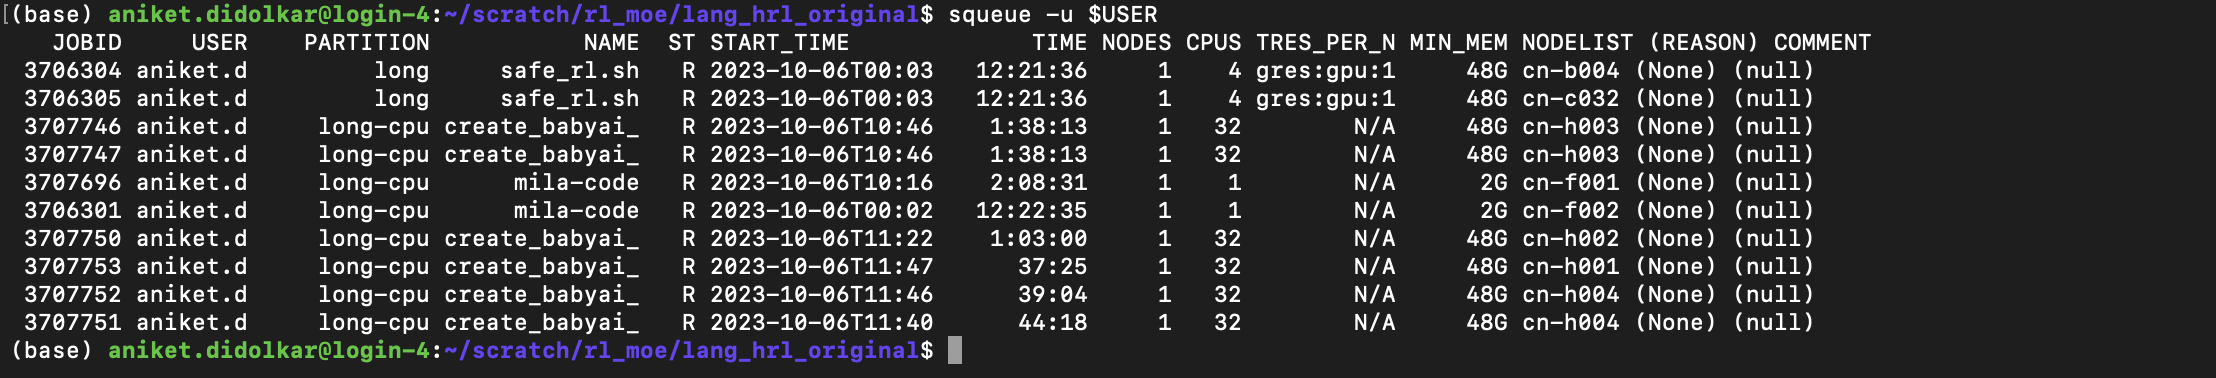 [(base) aniket.didolkar@login-4:~/scratch/rl_moe/lang_hrl_original$ squeue -u $USER
JOBID USER PARTITION NAME ST START_TIME TIME NODES CPUS TRES_PER_N MIN_MEM NODELIST (REASON) COMMENT
3706304 aniket.d long safe_rl.sh R 2023-10-06T00:03 12:21:36 1 4 gres:gpu:1 48G cn-b004 (None) (null)
3706305 aniket.d long safe_rl.sh R 2023-10-06T00:03 12:21:36 1 4 gres:gpu:1 48G cn-c032 (None) (null)
3707746 aniket.d long-cpu create_babyai_ R 2023-10-06T10:46 1:38:13 1 32 N/A 48G cn-h003 (None) (null)
3707747 aniket.d long-cpu create_babyai_ R 2023-10-06T10:46 1:38:13 1 32 N/A 48G cn-h003 (None) (null)
3707696 aniket.d long-cpu mila-code R 2023-10-06T10:16 2:08:31 1 1 N/A 2G cn-f001 (None) (null)
3706301 aniket.d long-cpu mila-code R 2023-10-06T00:02 12:22:35 1 1 N/A 2G cn-f002 (None) (null)
3707750 aniket.d long-cpu create_babyai_ R 2023-10-06T11:22 1:03:00 1 32 N/A 48G cn-h002 (None) (null)
3707753 aniket.d long-cpu create_babyai_ R 2023-10-06T11:47 37:25 1 32 N/A 48G cn-h001 (None) (null)
3707752 aniket.d long-cpu create_babyai_ R 2023-10-06T11:46 39:04 1 32 N/A 48G cn-h004 (None) (null)
3707751 aniket.d long-cpu create_babyai_ R 2023-10-06T11:40 44:18 1 32 N/A 48G cn-h004 (None) (null)
(base) aniket.didolkar@login-4:~/scratch/rl_moe/lang_hrl_original$